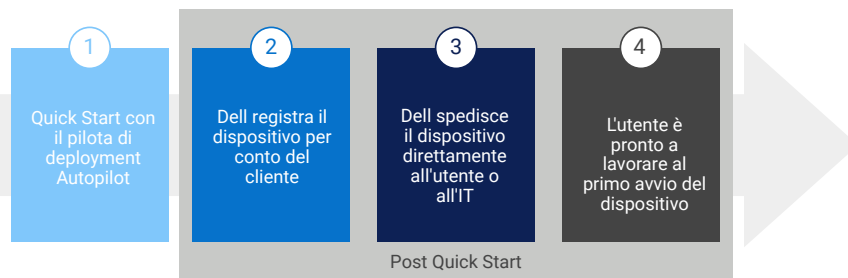 1
Quick Start con
il pilota di
deployment
Autopilot
2
Dell registra il
dispositivo per
conto del
cliente
3
Dell spedisce
il dispositivo
direttamente
all'utente o
all'IT
4
L'utente è
pronto a
lavorare al
primo avvio del
dispositivo
Post Quick Start